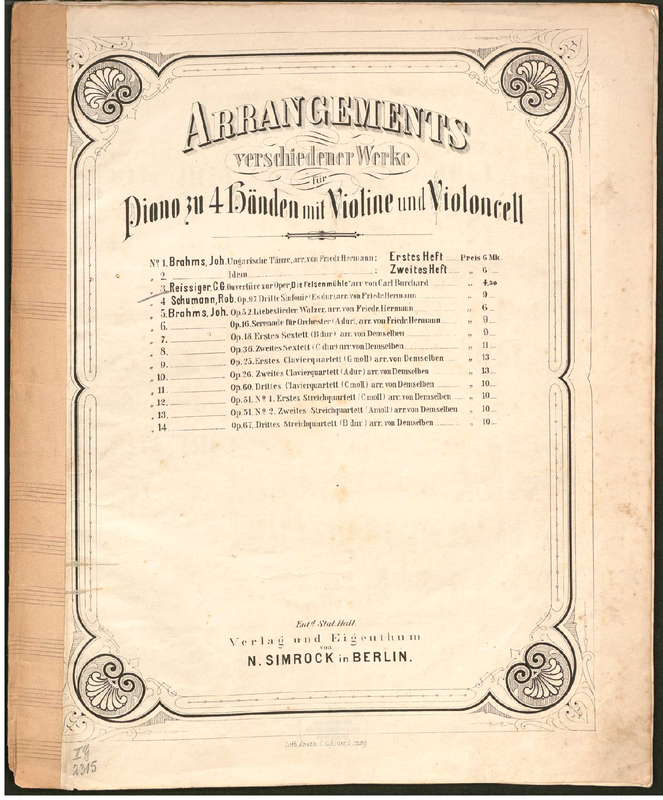 ARRANGEMENTS
verschiedener Werke
für
Piano zu 4 Händen mit Violine und Violoncell
No 1. Brahms, Joh. Ungarische Tänze, arr. von Friedr. Hermann: Erstes Heft Preis 6 Mk.
„ 2. Idem : Zweites Heft „ 6
„ 3. Reissiger, C.G. Ouverture zur Oper „Die Felsenmühle" arr. von Carl Burchard „ 4,50
„ 4 Schumann, Rob. Op. 97. Dritte Sinfonie (Es dur) arr. von Friedr. Hermann „ 9
„ 5. Brahms, Joh. Op. 52. Liebeslieder, Walzer, arr. von Friedr. Hermann „ 6
„ 6. Op. 16. Serenade für Orchester (A dur), arr. von Friedr. Hermann „ 9
„ 7. Op. 18. Erstes Sextett (B dur) arr. von Demselben „ 9
„ 8. Op. 36. Zweites Sextett (G dur) arr. von Demselben „ 11
„ 9. Op. 25. Erstes Clavierquartett (G moll) arr. von Demselben „ 13
„ 10. Op. 26. Zweites Clavierquartett (A dur) arr. von Demselben „ 13
„ 11. Op. 60. Drittes Clavierquartett (C moll) arr. von Demselben „ 10
„ 12. Op. 51. No 1. Erstes Streichquartett (C moll) arr. von Demselben „ 10
„ 13. Op. 51. No 2. Zweites Streichquartett (A moll) arr. von Demselben „ 10
„ 14. Op. 67. Drittes Streichquartett (B dur) arr. von Demselben „ 10
Entd Stat. Hall.
Verlag und Eigenthum
von
N. SIMROCK in BERLIN.
Lith. Anst. v. C.G. Röder, Leipzig
2315